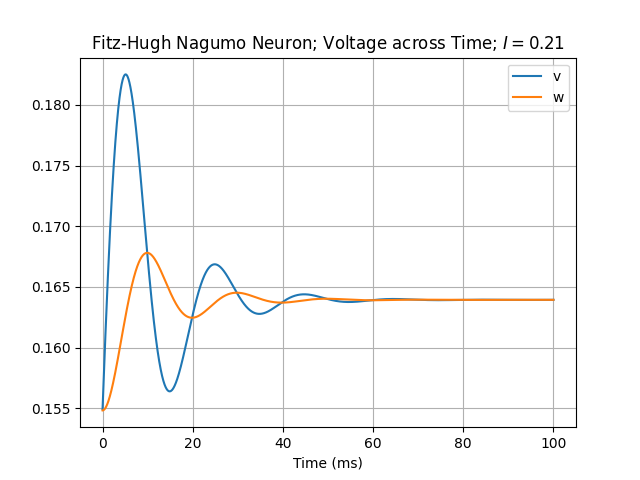 Fitz-Hugh Nagumo Neuron; Voltage across Time; I = 0.21
v
w
0.180
0.175
0.170
0.165
0.160
0.155
0 20 40 60 80 100
Time (ms)